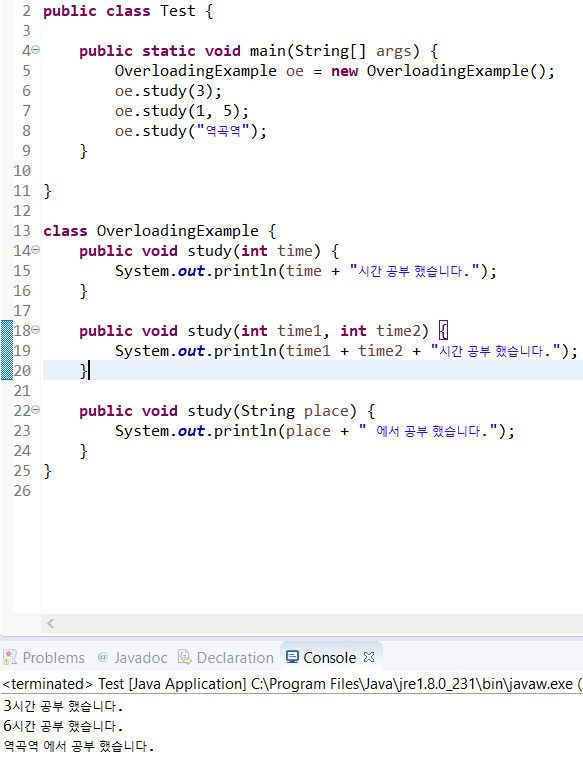 2 public class Test {
3
4 public static void main(String[] args) {
5 OverloadingExample oe = new OverloadingExample();
6 oe.study(3);
7 oe.study(1, 5);
8 oe.study("역곡역");
9 }
10
11 }
12
13 class OverloadingExample {
14 public void study(int time) {
15 System.out.println(time + "시간 공부 했습니다.");
16 }
17
18 public void study(int time1, int time2) {
19 System.out.println(time1 + time2 + "시간 공부 했습니다.");
20 }
21
22 public void study(String place) {
23 System.out.println(place + " 에서 공부 했습니다.");
24 }
25 }
26
Problems @ Javadoc Declaration Console
<terminated> Test [Java Application] C:\Program Files\Java\jre1.8.0_231\bin\javaw.exe (
3시간 공부 했습니다.
6시간 공부 했습니다.
역곡역 에서 공부 했습니다.